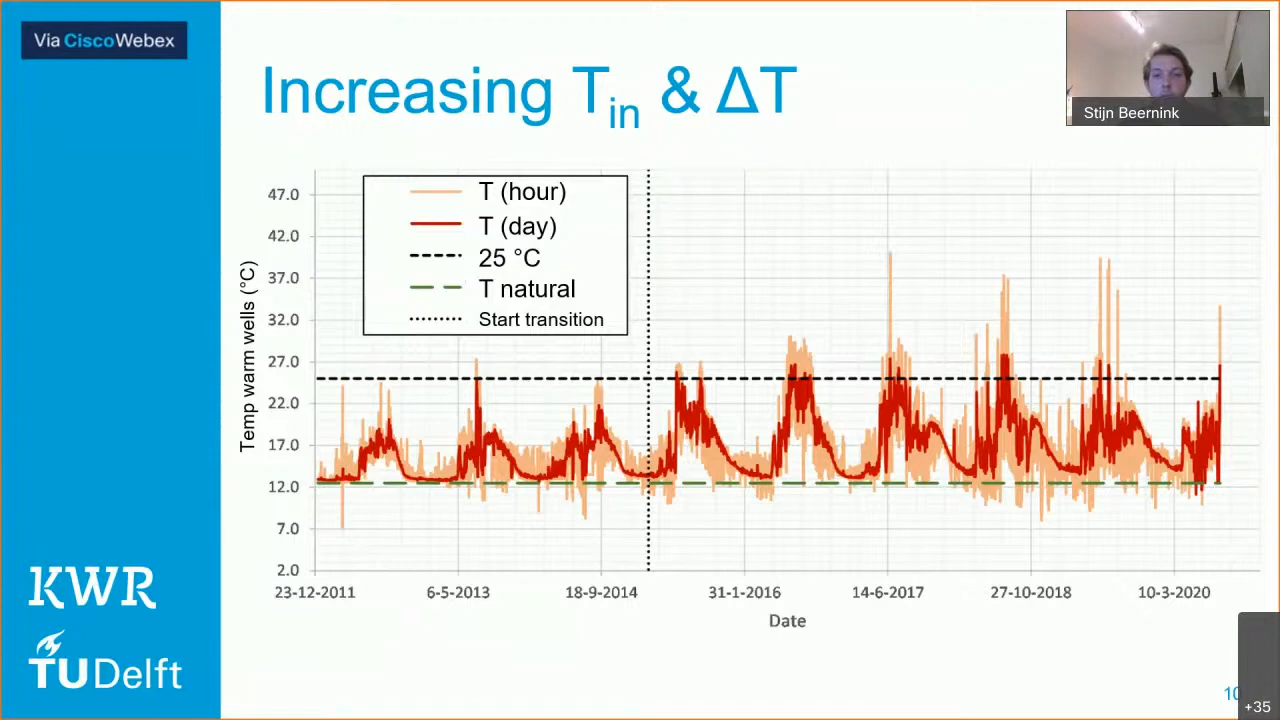 Via CiscoWebex
Increasing Tin & ΔT
Stijn Beernink
T (hour)
T (day)
25 °C
T natural
Start transition
Temp warm wells (°C)
47.0
42.0
37.0
32.0
27.0
22.0
17.0
12.0
7.0
2.0
23-12-2011 6-5-2013 18-9-2014 31-1-2016 14-6-2017 27-10-2018 10-3-2020
Date
KWR
TUDelft
10
+35